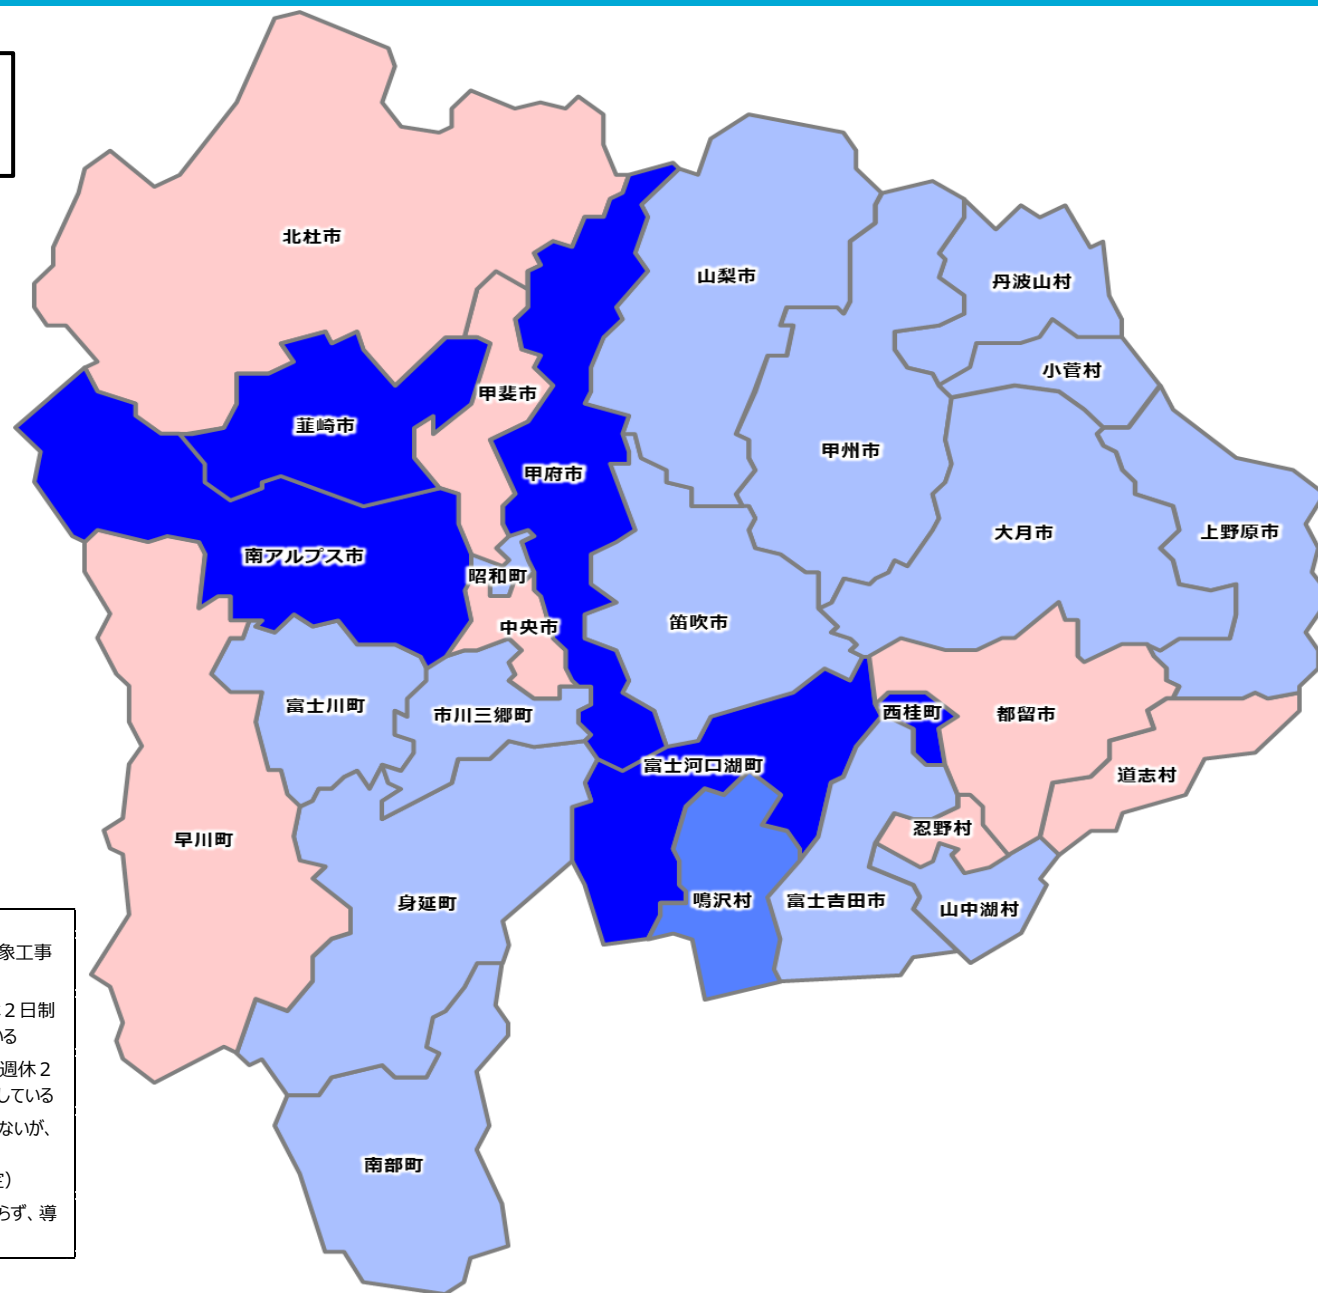 北杜市
山梨市
丹波山村
小菅村
甲斐市
韮崎市
甲州市
甲府市
大月市
上野原市
南アルプス市
昭和町
笛吹市
中央市
富士川町
市川三郷町
西桂町
都留市
富士河口湖町
道志村
忍野村
早川町
鳴沢村
富士吉田市
身延町
山中湖村
象工事
２日制
いる
週休２
している
ないが、
定）
らず、導
南部町